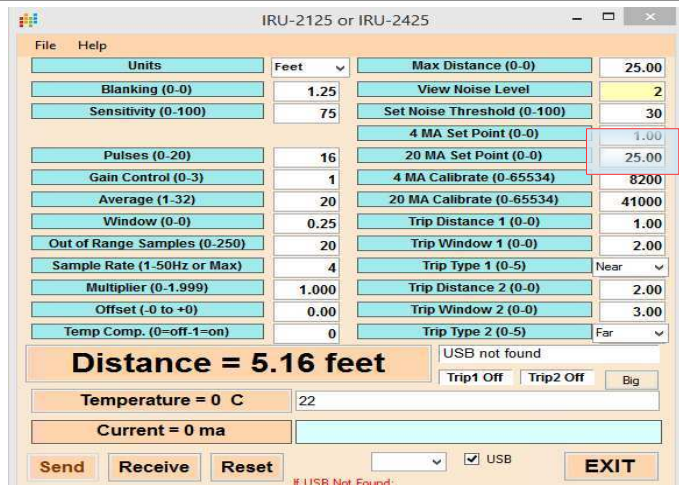 IRU-2125 or IRU-2425
File Help
Units Feet Max Distance (0-0) 25.00
Blanking (0-0) 1.25 View Noise Level 2
Sensitivity (0-100) 75 Set Noise Threshold (0-100) 30
4 MA Set Point (0-0) 1.00
Pulses (0-20) 16 20 MA Set Point (0-0) 25.00
Gain Control (0-3) 1 4 MA Calibrate (0-65534) 8200
Average (1-32) 20 20 MA Calibrate (0-65534) 41000
Window (0-0) 0.25 Trip Distance 1 (0-0) 1.00
Out of Range Samples (0-250) 20 Trip Window 1 (0-0) 2.00
Sample Rate (1-50Hz or Max) 4 Trip Type 1 (0-5) Near
Multiplier (0-1.999) 1.000 Trip Distance 2 (0-0) 2.00
Offset (-0 to +0) 0.00 Trip Window 2 (0-0) 3.00
Temp Comp. (0=off-1=on) 0 Trip Type 2 (0-5) Far
Distance = 5.16 feet USB not found
Trip1 Off Trip2 Off Big
Temperature = 0 C 22
Current = 0 ma
Send Receive Reset USB EXIT
If USB Not Found: